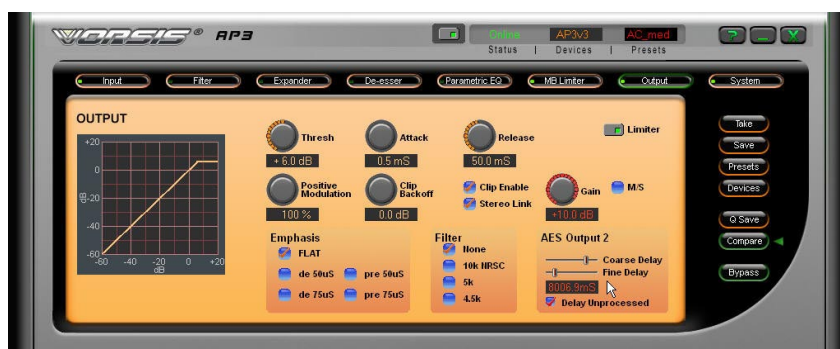 VORSIS® AP3
Online AP3v3 AC_med
Status | Devices | Presets
? _ X
Input Filter Expander De-esser Parametric EQ MB Limiter Output System
OUTPUT
+20
0
-20
-40
-60
dB
-60 -40 -20 0 +20
dB
Thresh
+ 6.0 dB
Attack
0.5 mS
Release
50.0 mS
Limiter
Positive Modulation
100 %
Clip Backoff
0.0 dB
Clip Enable
Stereo Link
Gain
+10.0 dB
M/S
Emphasis
FLAT
de 50uS pre 50uS
de 75uS pre 75uS
Filter
None
10k NRSC
5k
4.5k
AES Output 2
Coarse Delay
Fine Delay
8006.9mS
Delay Unprocessed
Take
Save
Presets
Devices
Q Save
Compare
Bypass